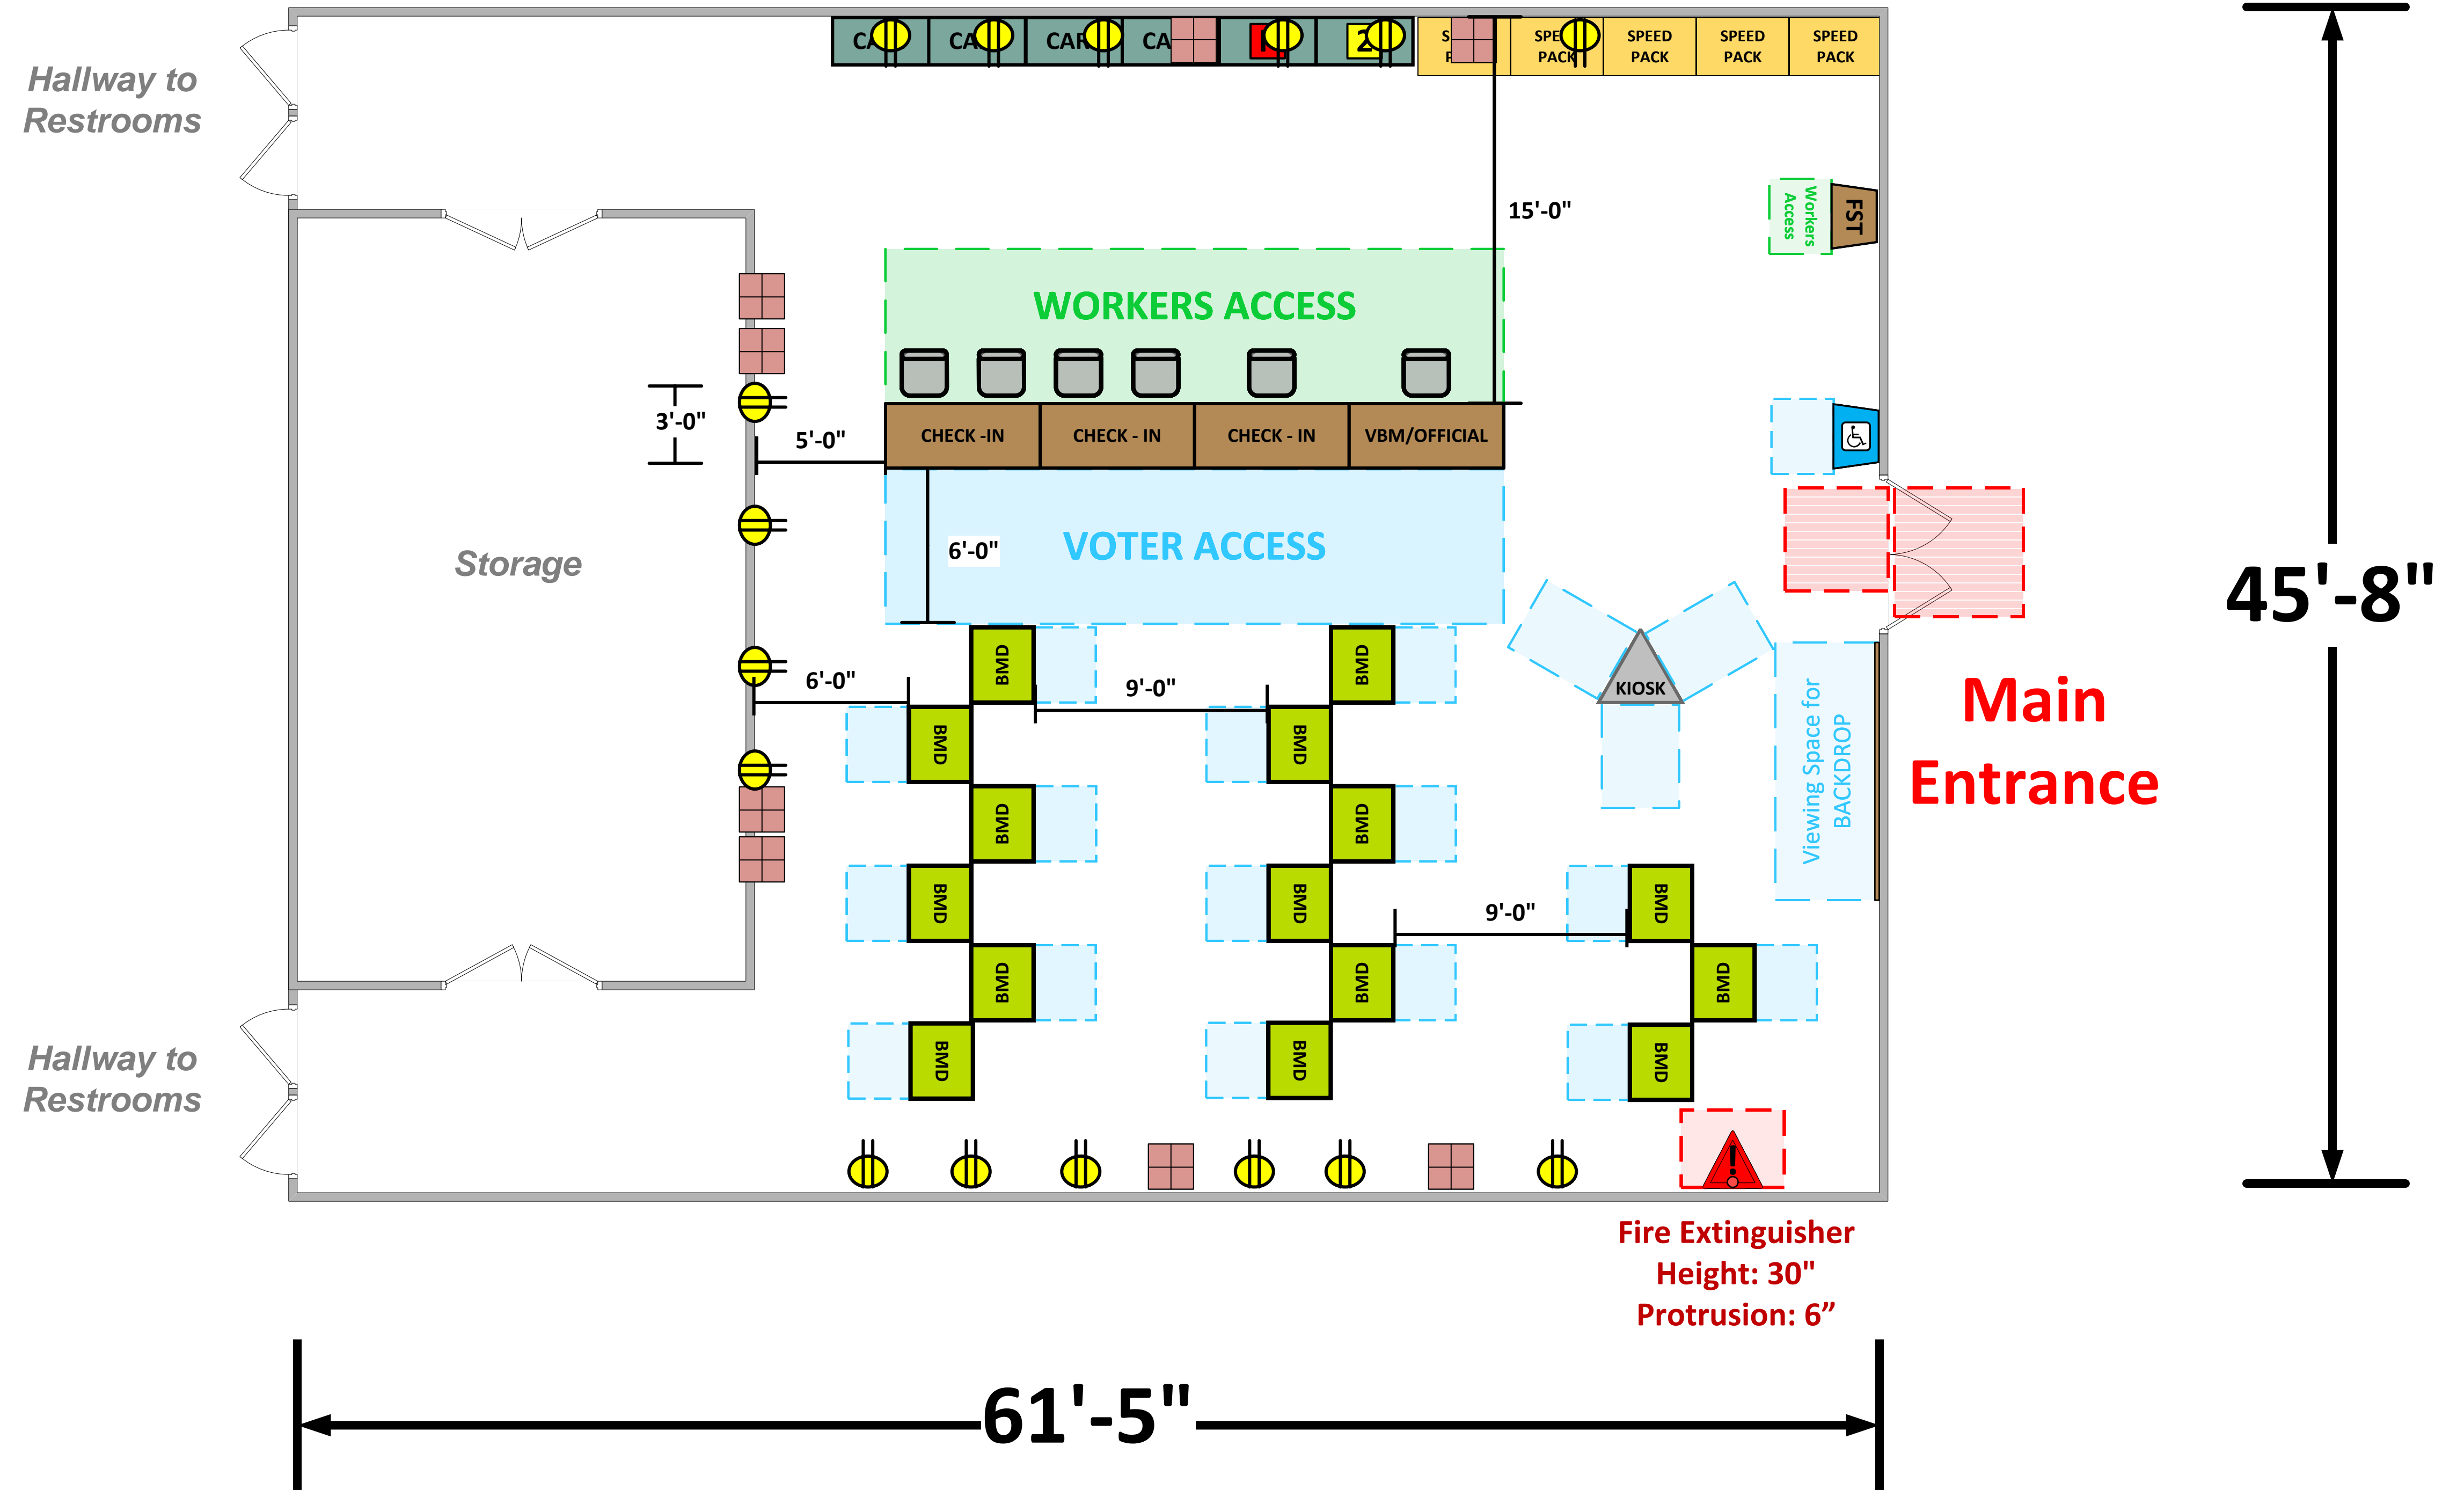 Hallway to
Restrooms
CAR
SPEED
PACK
SPEED
PACK
SPEED
PACK
45'-8"
FST
Workers
Access
15'-0"
WORKERS ACCESS
3'-0"
5'-0"
CHECK -IN
CHECK - IN
CHECK - IN
VBM/OFFICIAL
Storage
6'-0"
VOTER ACCESS
6'-0"
9'-0"
BMD
BMD
BMD
BMD
BMD
BMD
BMD
BMD
BMD
BMD
BMD
BMD
KIOSK
Viewing Space for
BACKDROP
Main
Entrance
9'-0"
BMD
BMD
BMD
Hallway to
Restrooms
!
Fire Extinguisher
Height: 30"
Protrusion: 6”
61'-5"